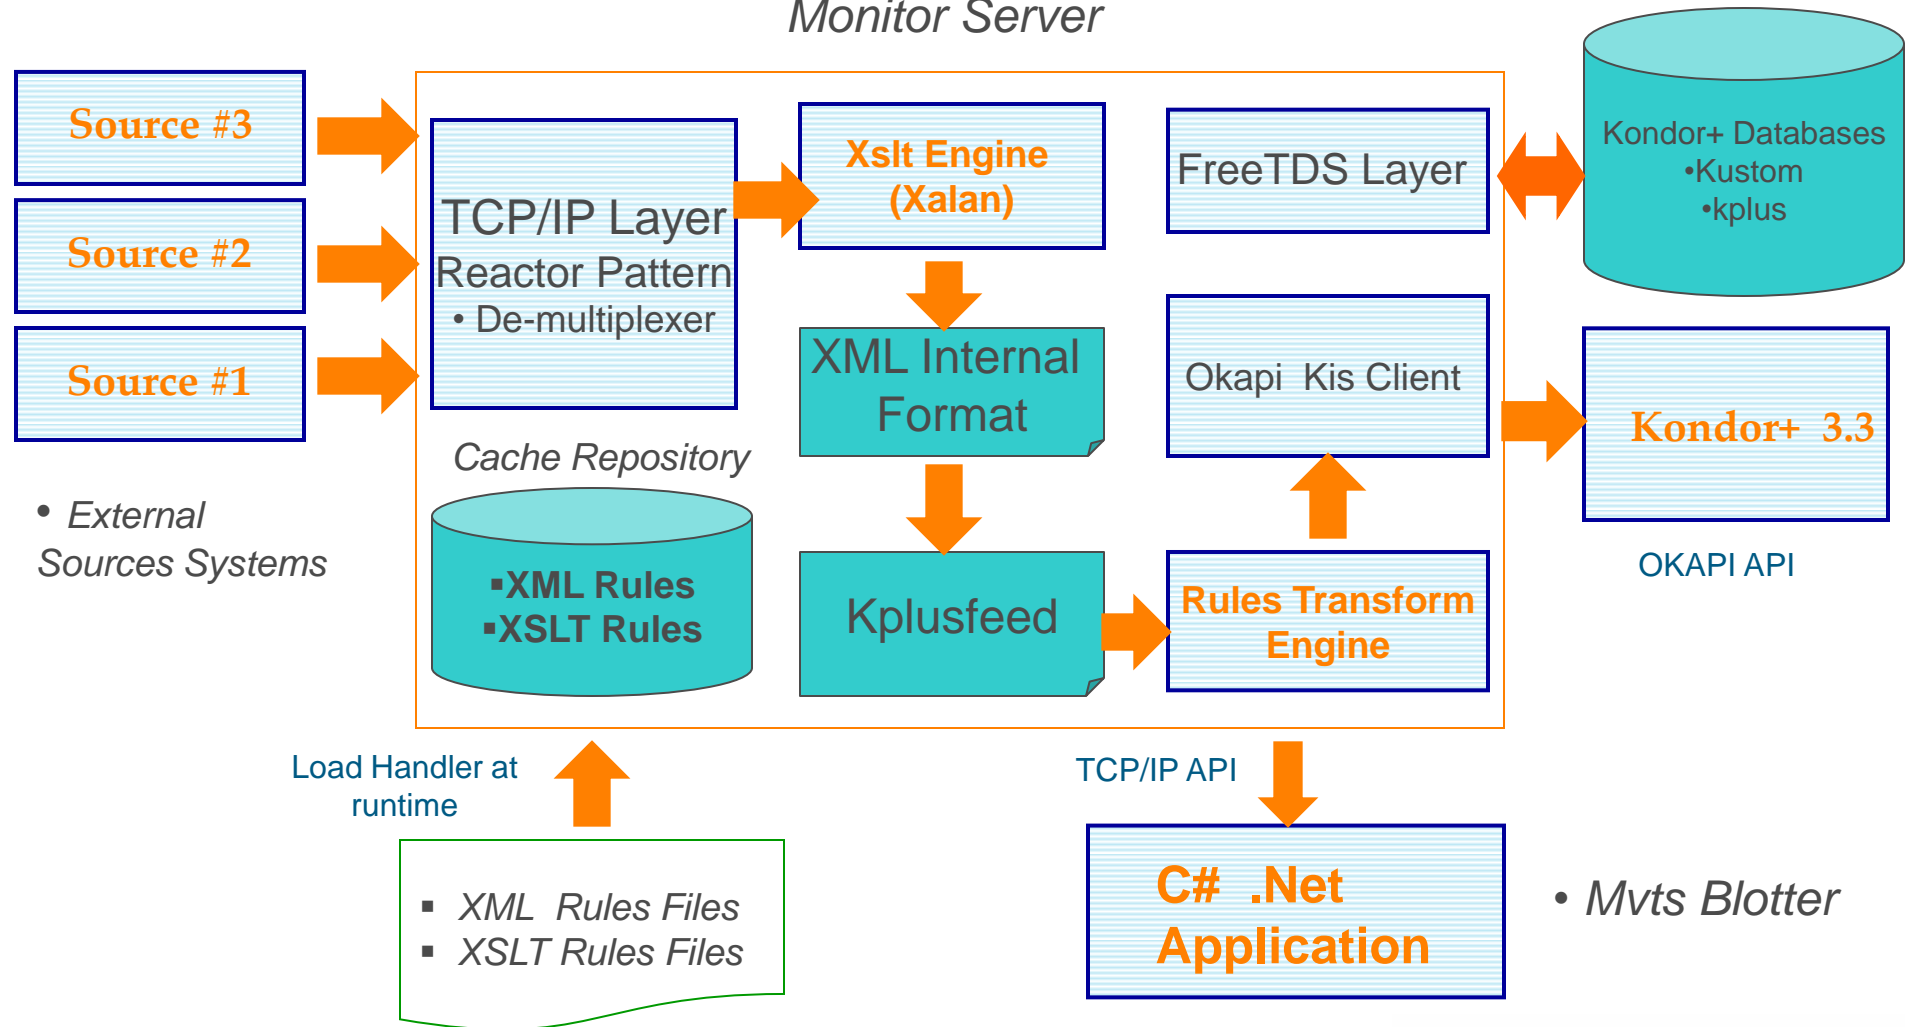 Monitor Server
Source #3
Source #2
Source #1
• External
Sources Systems
TCP/IP Layer
Reactor Pattern
• De-multiplexer
Cache Repository
▪XML Rules
▪XSLT Rules
Xslt Engine
(Xalan)
XML Internal
Format
Kplusfeed
FreeTDS Layer
Okapi Kis Client
Rules Transform
Engine
Kondor+ Databases
•Kustom
•kplus
Kondor+ 3.3
OKAPI API
Load Handler at
runtime
▪ XML Rules Files
▪ XSLT Rules Files
TCP/IP API
C# .Net
Application
• Mvts Blotter